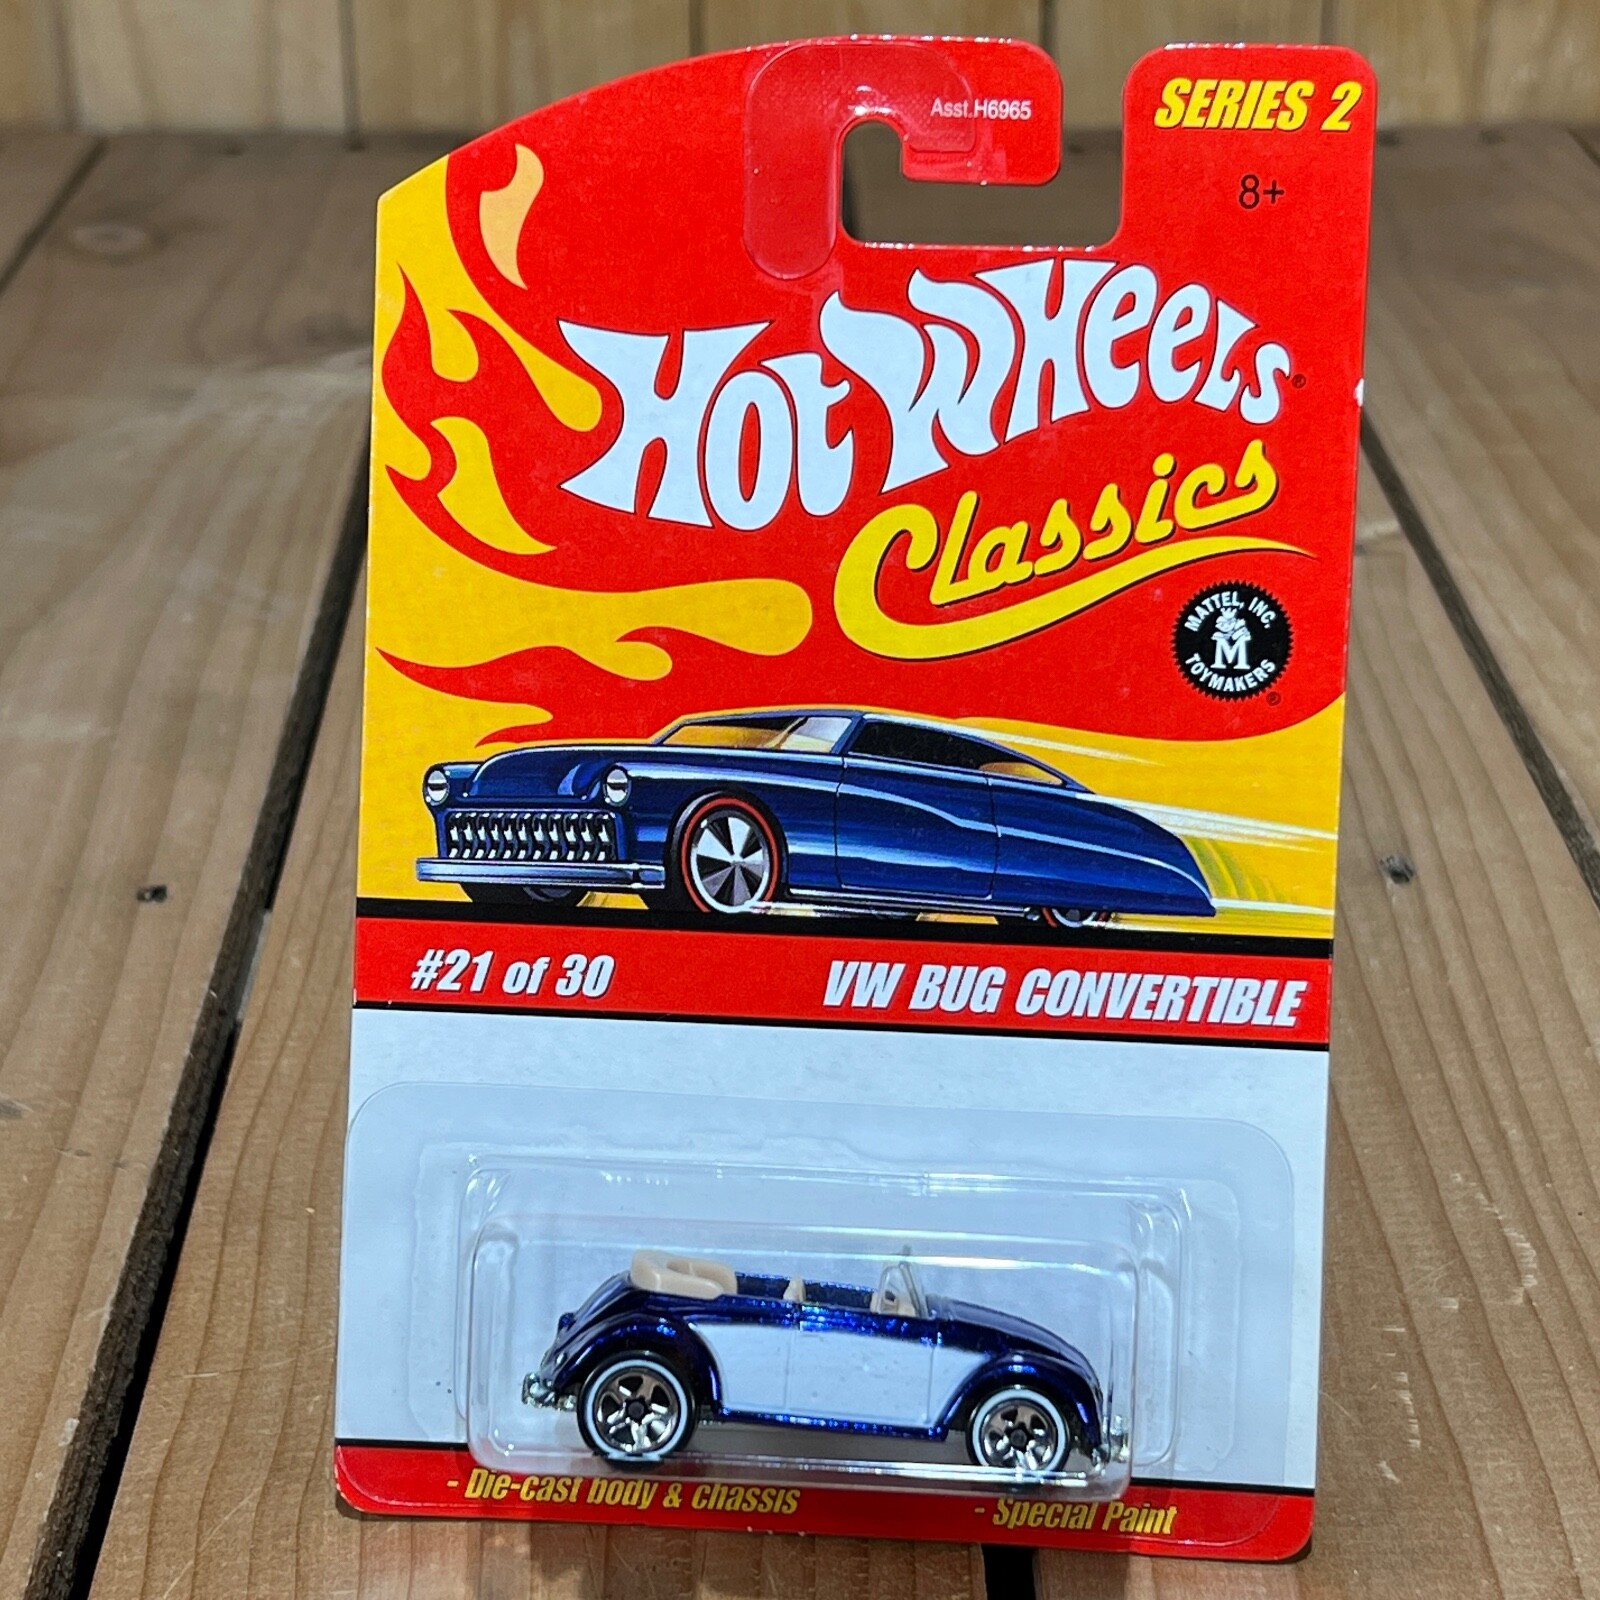 Asst.H6965
SERIES 2
8+
Hot Wheels®
Classics
MATTEL, INC.
M
TOYMAKERS
®
#21 of 30
VW BUG CONVERTIBLE
- Die-cast body & chassis
- Special Paint